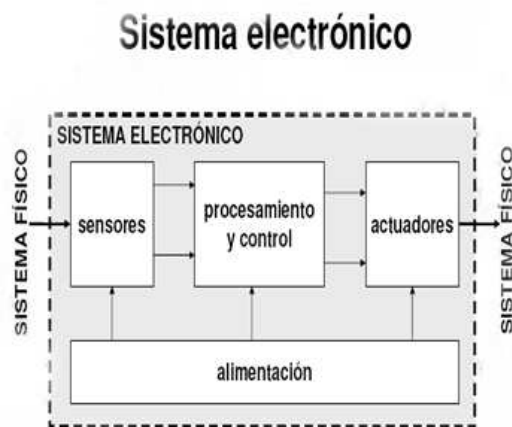 Sistema electrónico
SISTEMA ELECTRÓNICO
SISTEMA FÍSICO
sensores
procesamiento
y control
actuadores
SISTEMA FÍSICO
alimentación